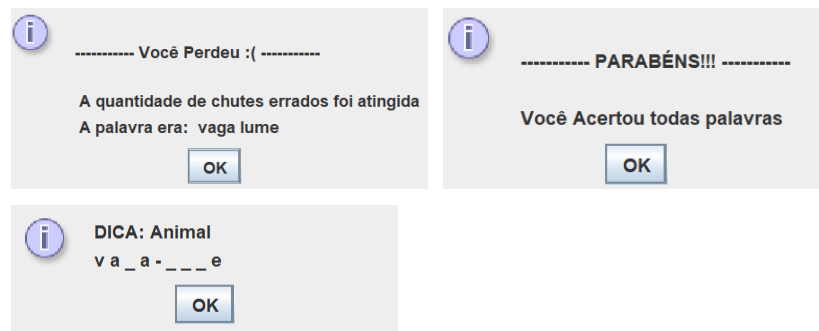 ----------- Você Perdeu :( -----------
A quantidade de chutes errados foi atingida
A palavra era:  vaga lume
OK
----------- PARABÉNS!!! -----------
Você Acertou todas palavras
OK
DICA: Animal
v a _ a - _ _ _ e
OK